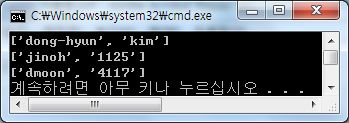 C:\Windows\system32\cmd.exe
['dong-hyun', 'kim']
['jinoh', '1125']
['dmoon', '4117']
계속하려면 아무 키나 누르십시오 . . .